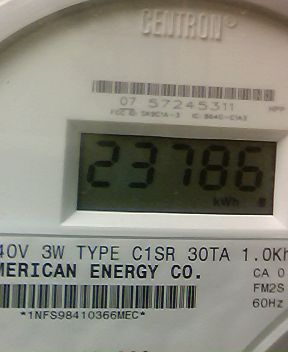 CENTRON®
07 57245311
23786
kWh
40V 3W TYPE C1SR 30TA 1.0Kh
MERICAN ENERGY CO.
CA 0
FM2S
60Hz
*1NFS98410366MEC*